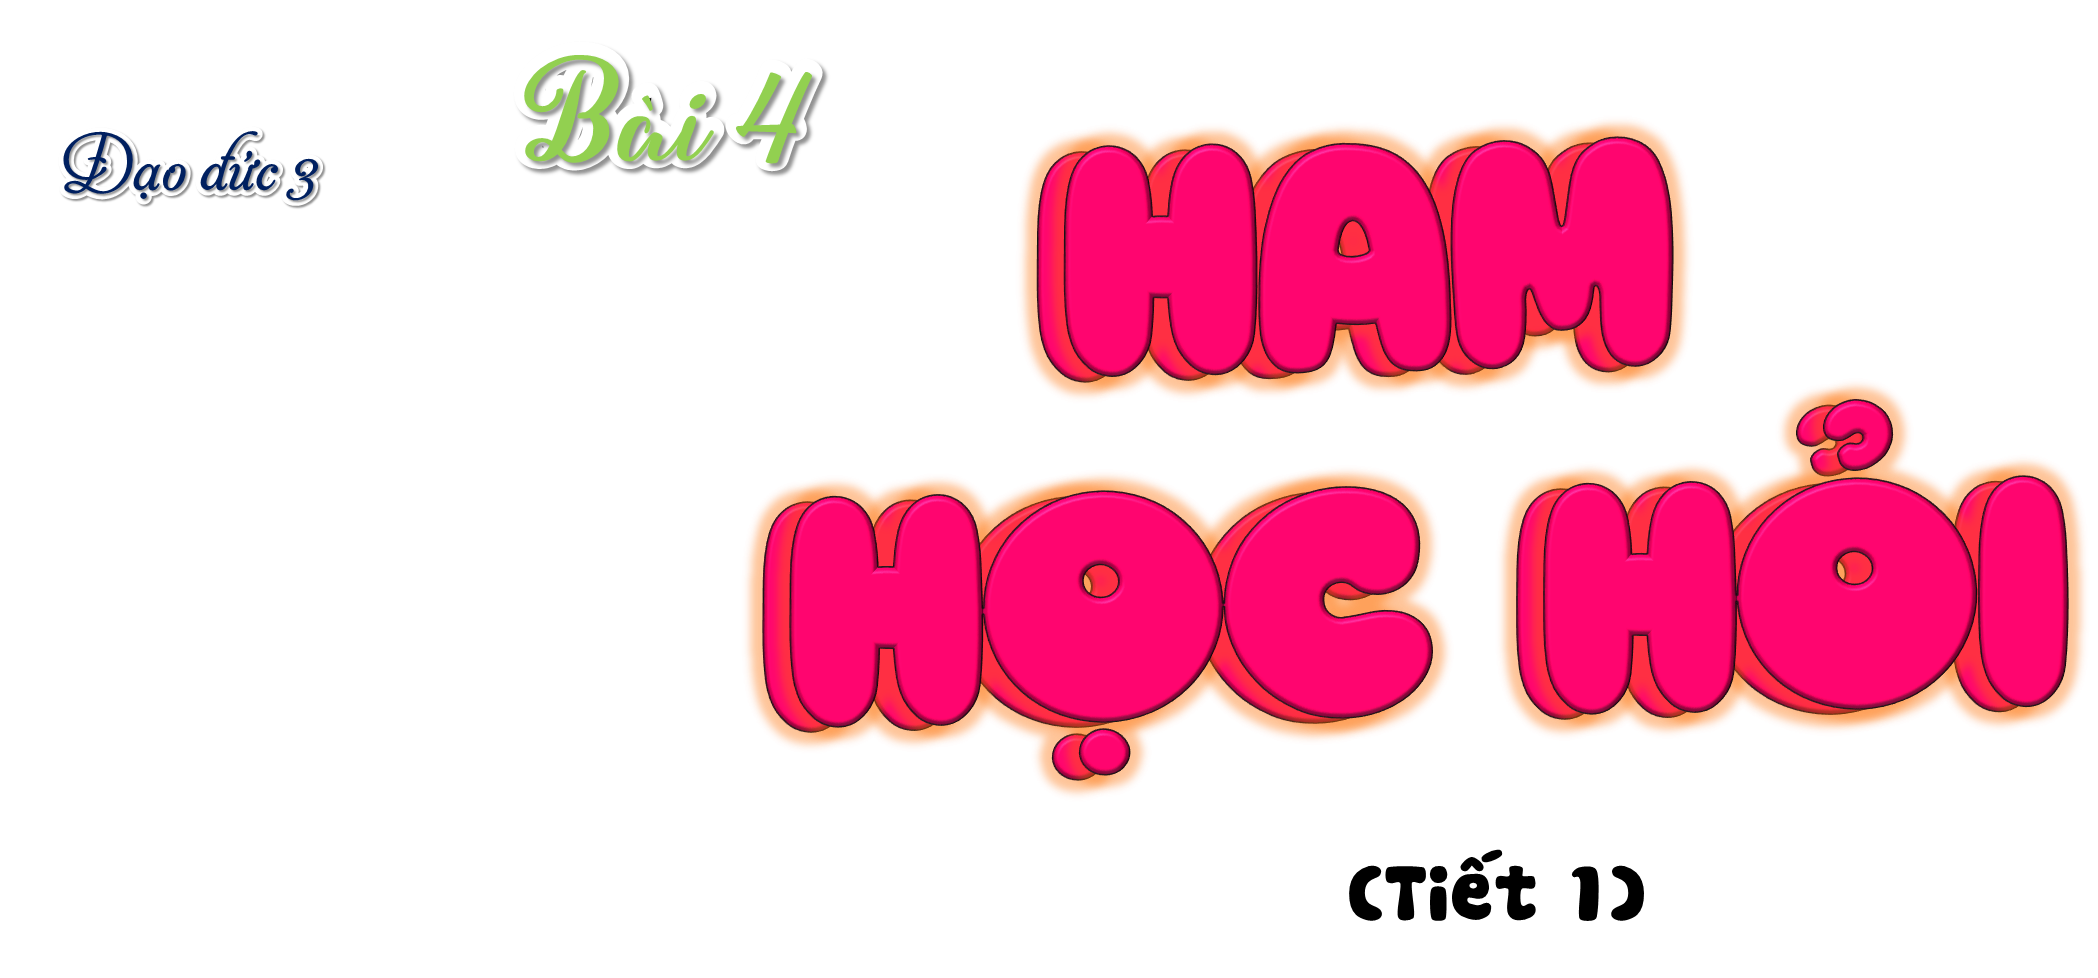 Bài 4
Đạo đức 3
HAM
HỌC HỎI
(Tiết 1)